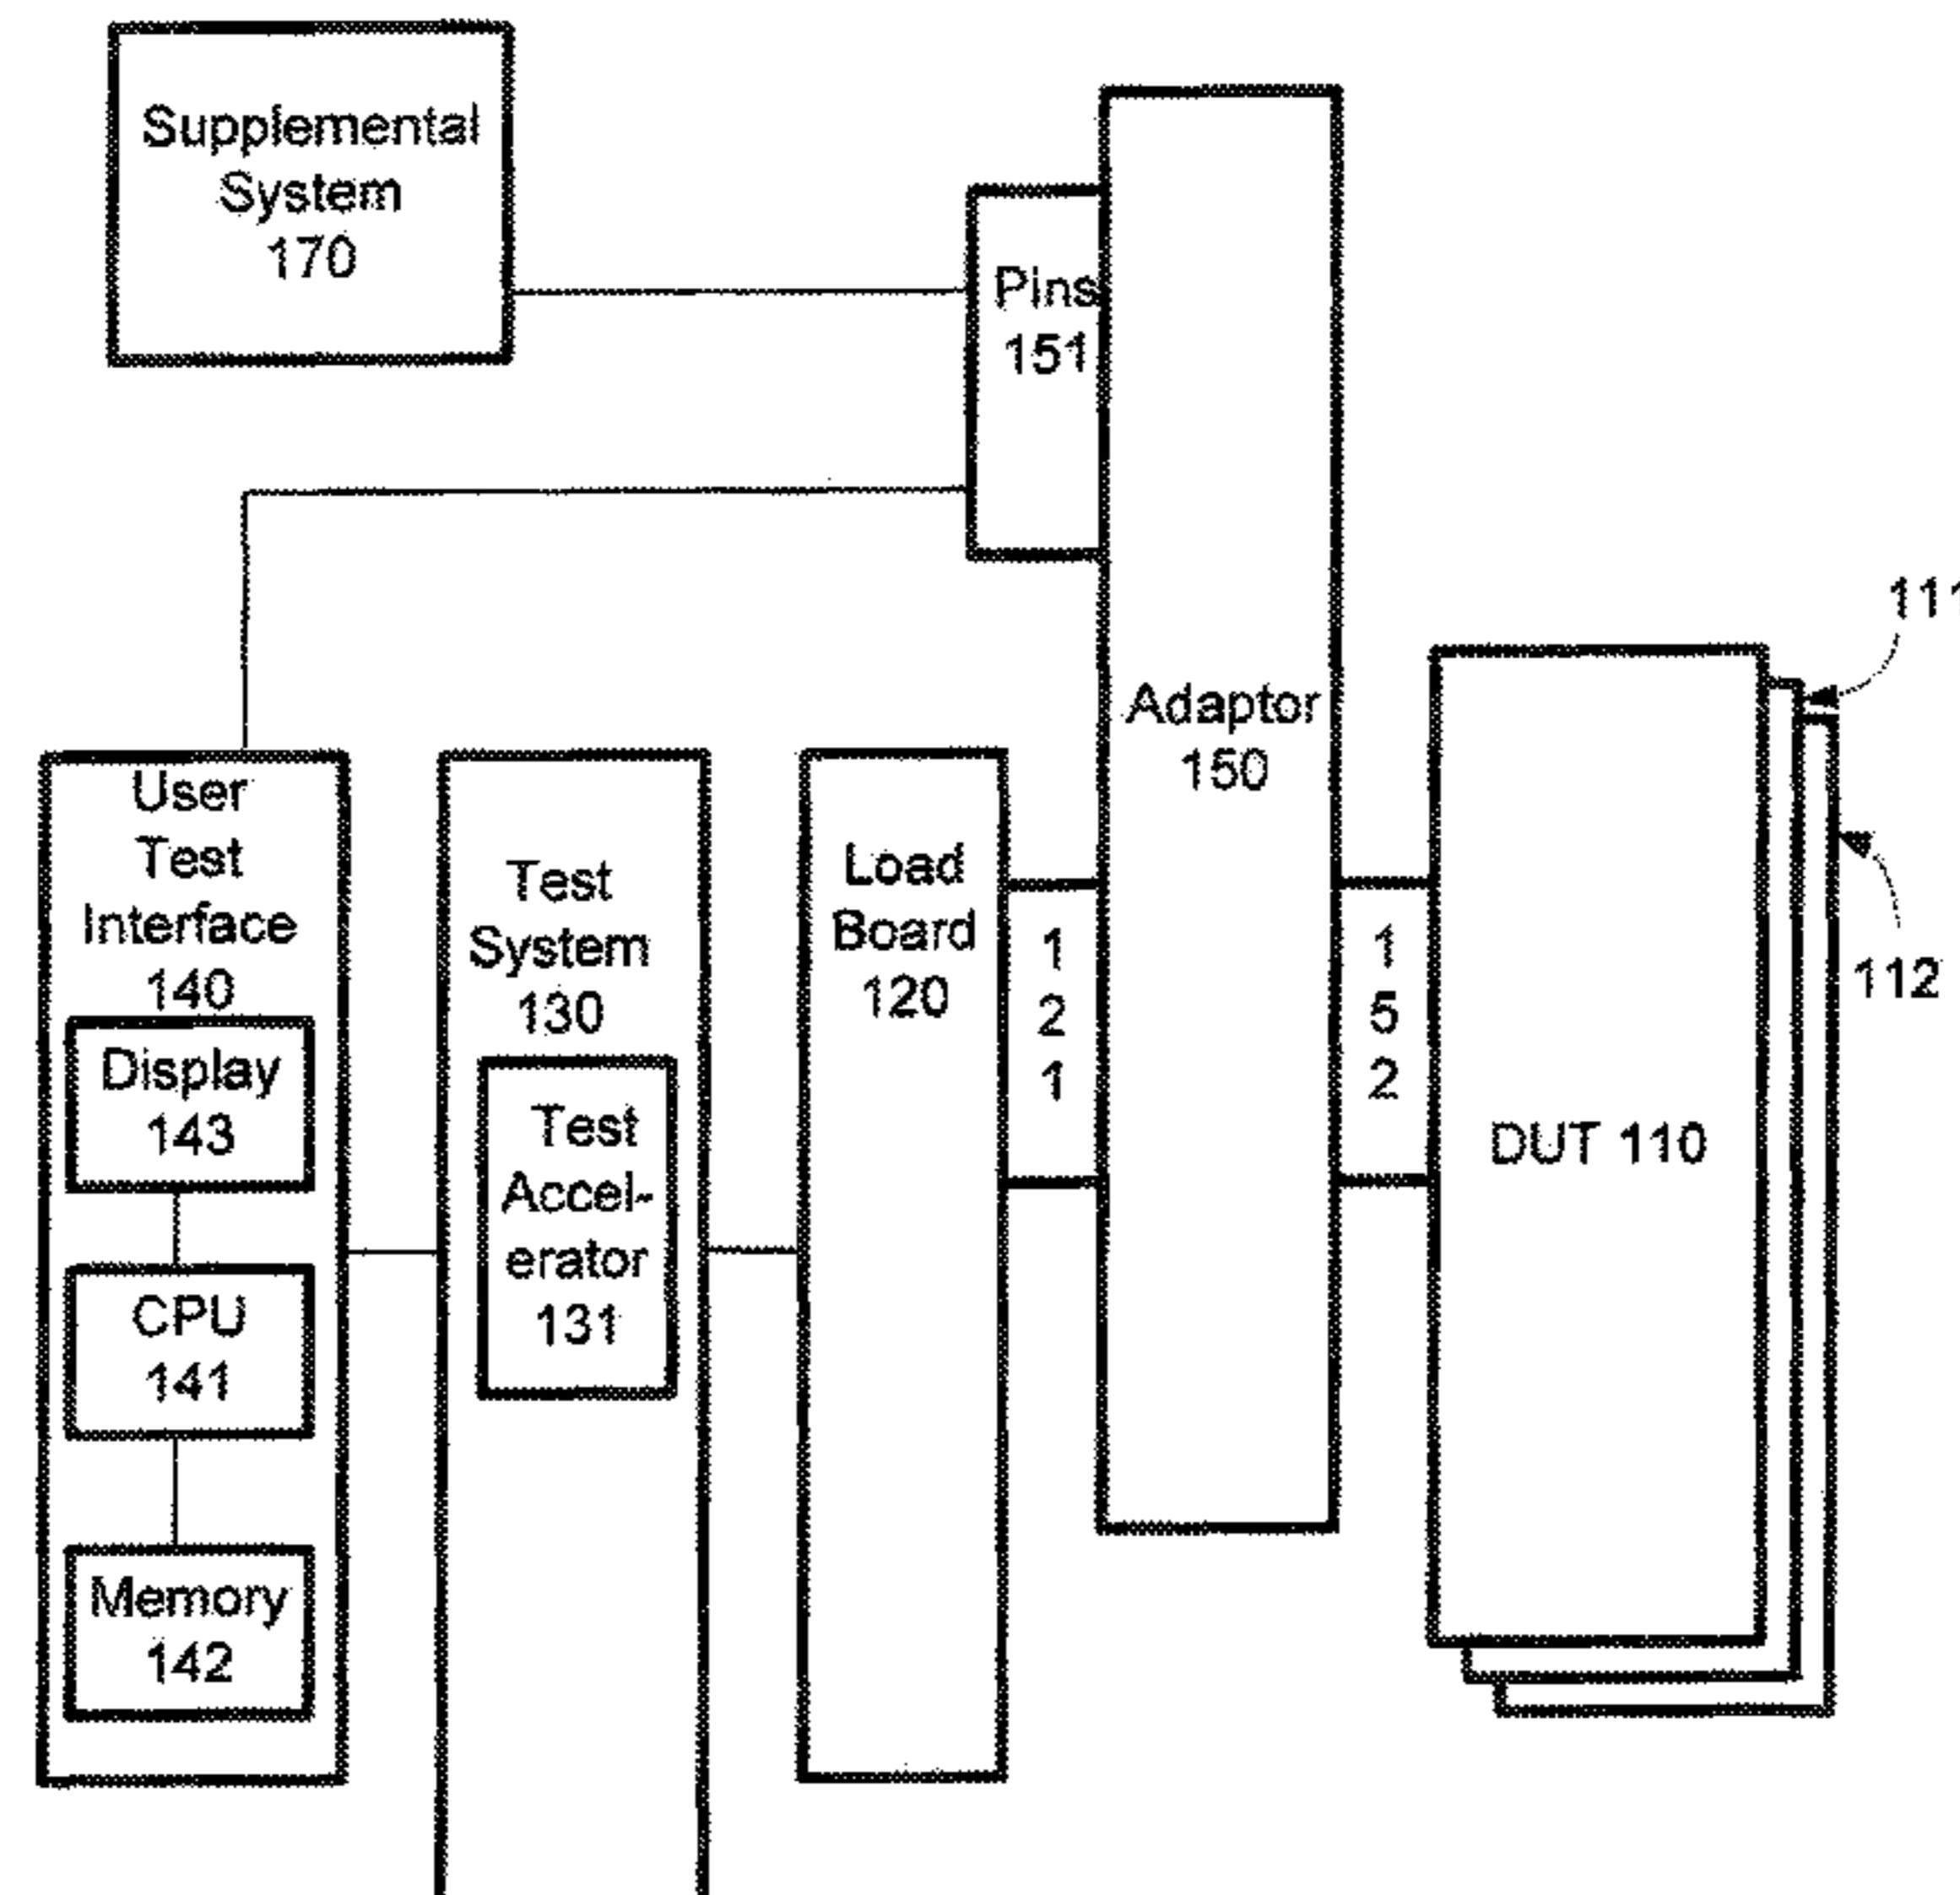 Supplemental
System
170
Pins
151
Adaptor
150
111
112
User
Test
Interface
140
Display
143
CPU
141
Memory
142
Test
System
130
Test
Accel-
erator
131
Load
Board
120
1
2
1
1
5
2
DUT 110